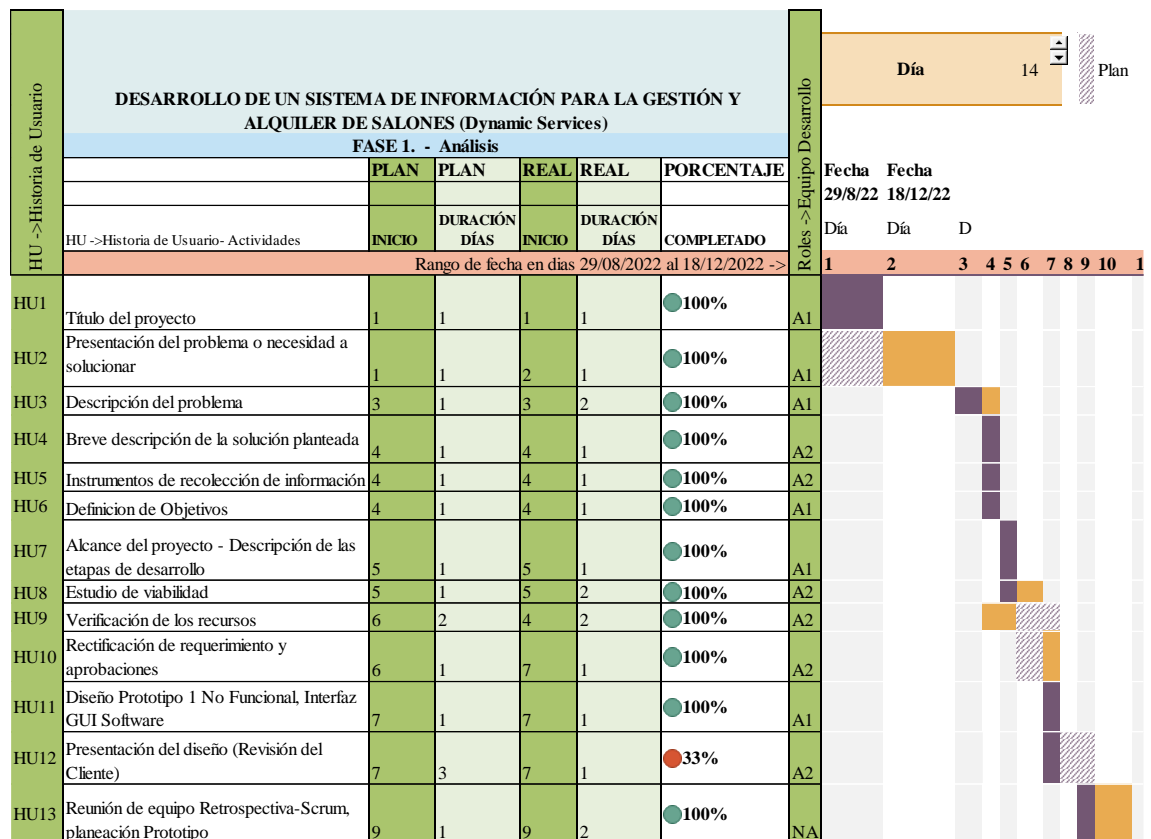 HU ->Historia de Usuario
DESARROLLO DE UN SISTEMA DE INFORMACIÓN PARA LA GESTIÓN Y
ALQUILER DE SALONES (Dynamic Services)
FASE 1. - Análisis
Roles ->Equipo Desarrollo
Día 14 Plan
PLAN PLAN REAL REAL PORCENTAJE Fecha Fecha
29/8/22 18/12/22
HU ->Historia de Usuario- Actividades INICIO DURACIÓN DÍAS INICIO DURACIÓN DÍAS COMPLETADO Día Día D
Rango de fecha en dias 29/08/2022 al 18/12/2022 -> 1 2 3 4 5 6 7 8 9 10 1
HU1 Título del proyecto 1 1 1 1 100% A1
HU2 Presentación del problema o necesidad a
solucionar 1 1 2 1 100% A1
HU3 Descripción del problema 3 1 3 2 100% A1
HU4 Breve descripción de la solución planteada 4 1 4 1 100% A2
HU5 Instrumentos de recolección de información 4 1 4 1 100% A2
HU6 Definicion de Objetivos 4 1 4 1 100% A1
HU7 Alcance del proyecto - Descripción de las
etapas de desarrollo 5 1 5 1 100% A1
HU8 Estudio de viabilidad 5 1 5 2 100% A2
HU9 Verificación de los recursos 6 2 4 2 100% A2
HU10 Rectificación de requerimiento y
aprobaciones 6 1 7 1 100% A2
HU11 Diseño Prototipo 1 No Funcional, Interfaz
GUI Software 7 1 7 1 100% A1
HU12 Presentación del diseño (Revisión del
Cliente) 7 3 7 1 33% A2
HU13 Reunión de equipo Retrospectiva-Scrum,
planeación Prototipo 9 1 9 2 100% NA